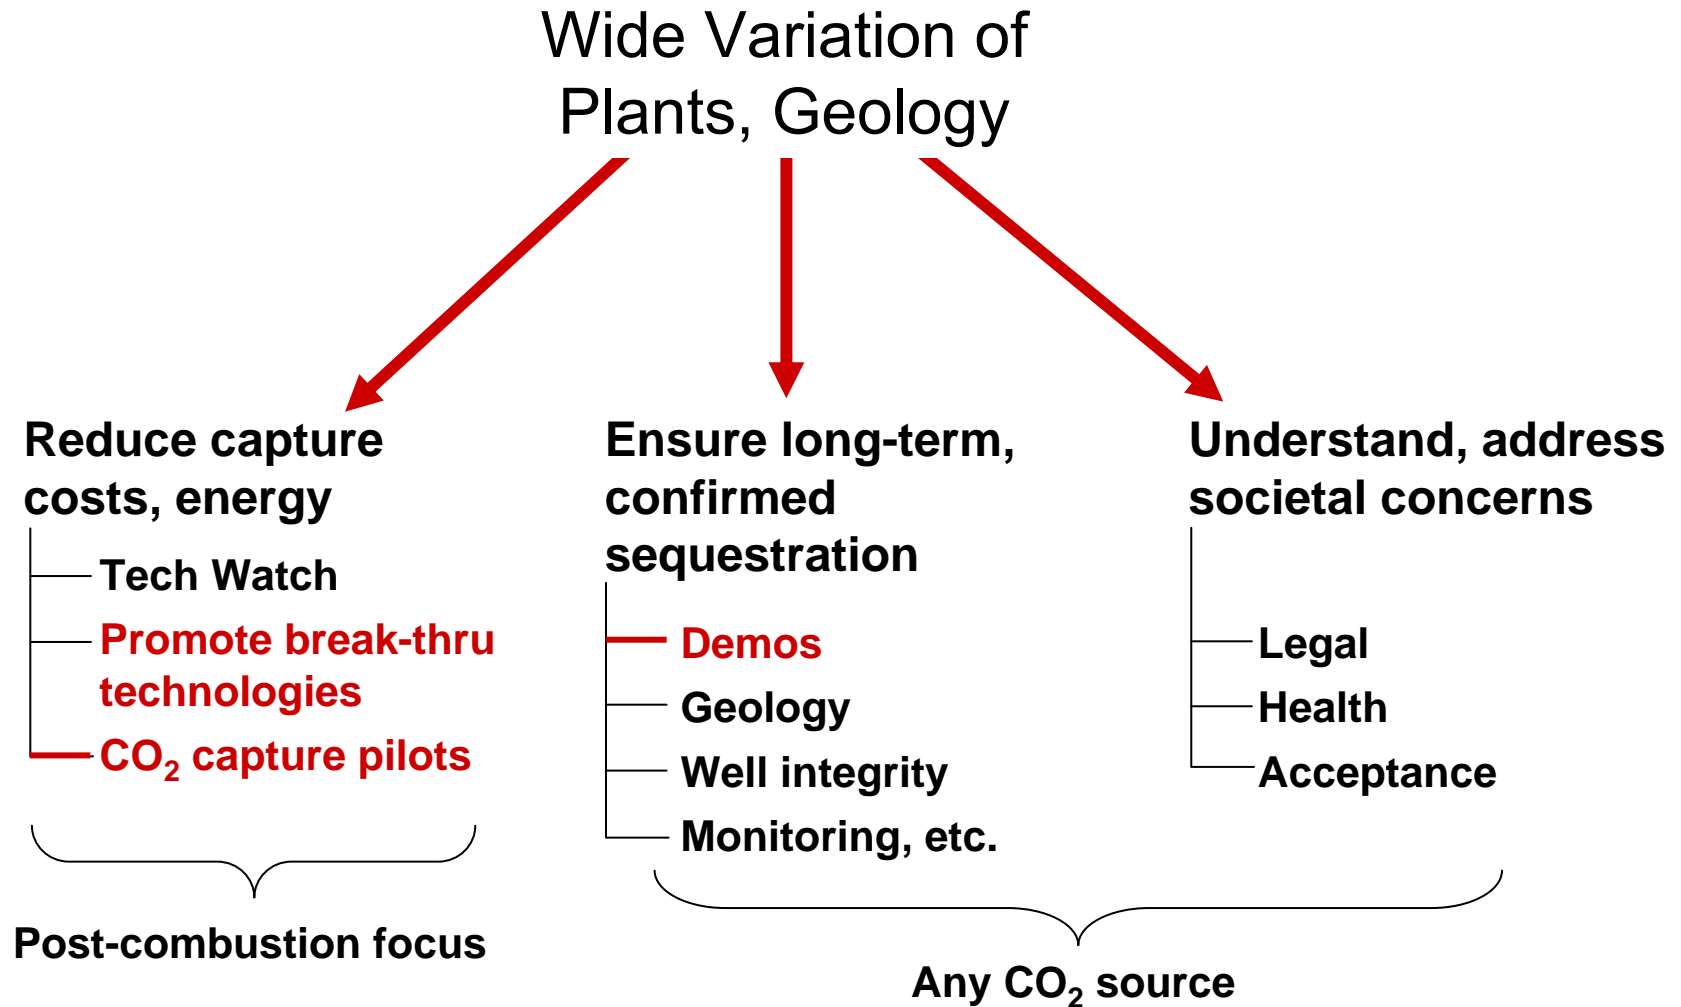 Wide Variation of
Plants, Geology
Reduce capture
costs, energy
Tech Watch
Promote break-thru
technologies
CO₂ capture pilots
Post-combustion focus
Ensure long-term,
confirmed
sequestration
Demos
Geology
Well integrity
Monitoring, etc.
Understand, address
societal concerns
Legal
Health
Acceptance
Any CO₂ source